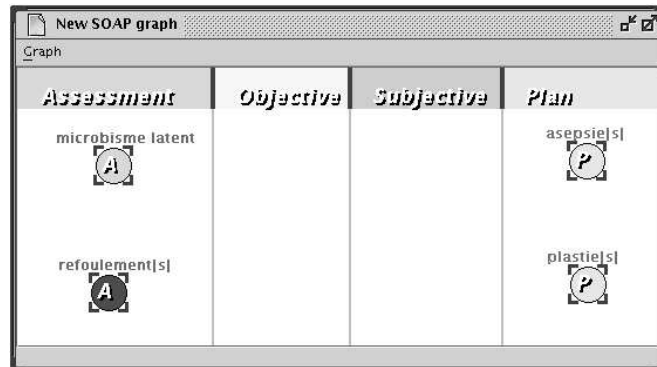 New SOAP graph
Graph
Assessment Objective Subjective Plan
microbisme latent asepsie|s|
A P
refoulement|s| plastie|s|
A P